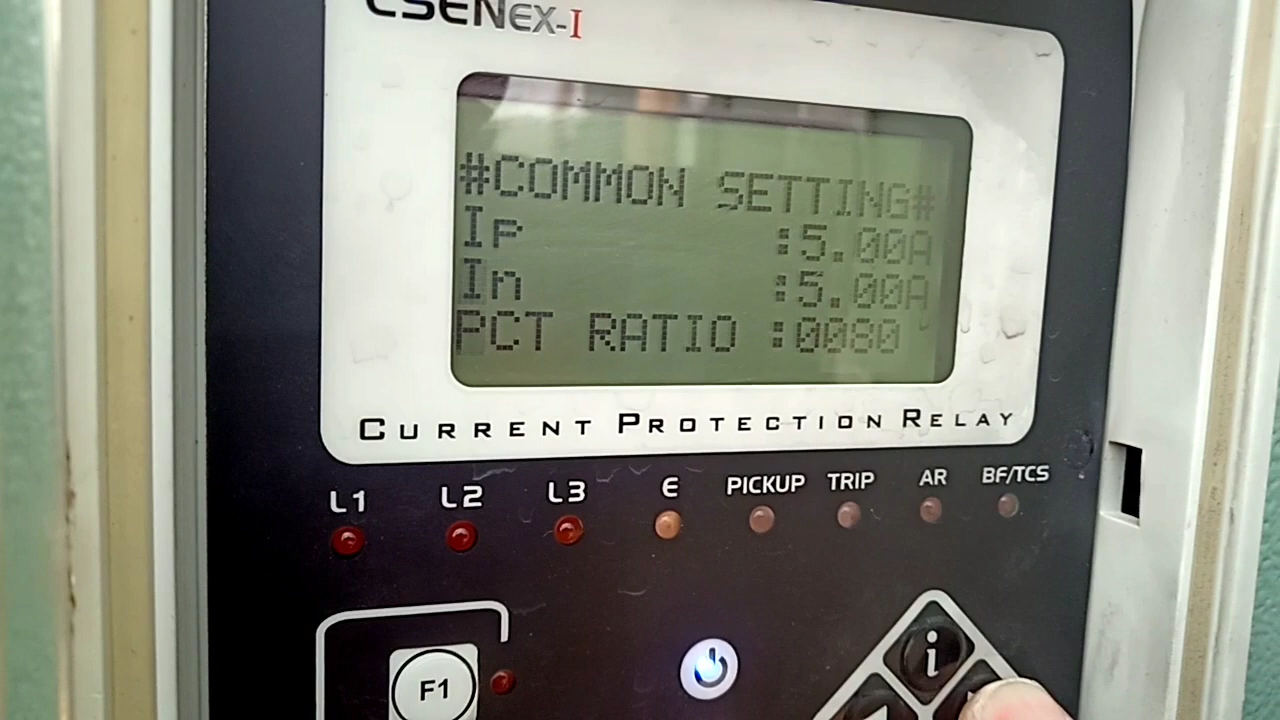 CSENEX-I
#COMMON SETTING#
Ip :5.00A
In :5.00A
PCT RATIO :0080
CURRENT PROTECTION RELAY
L1 L2 L3 E PICKUP TRIP AR BF/TCS
i
F1